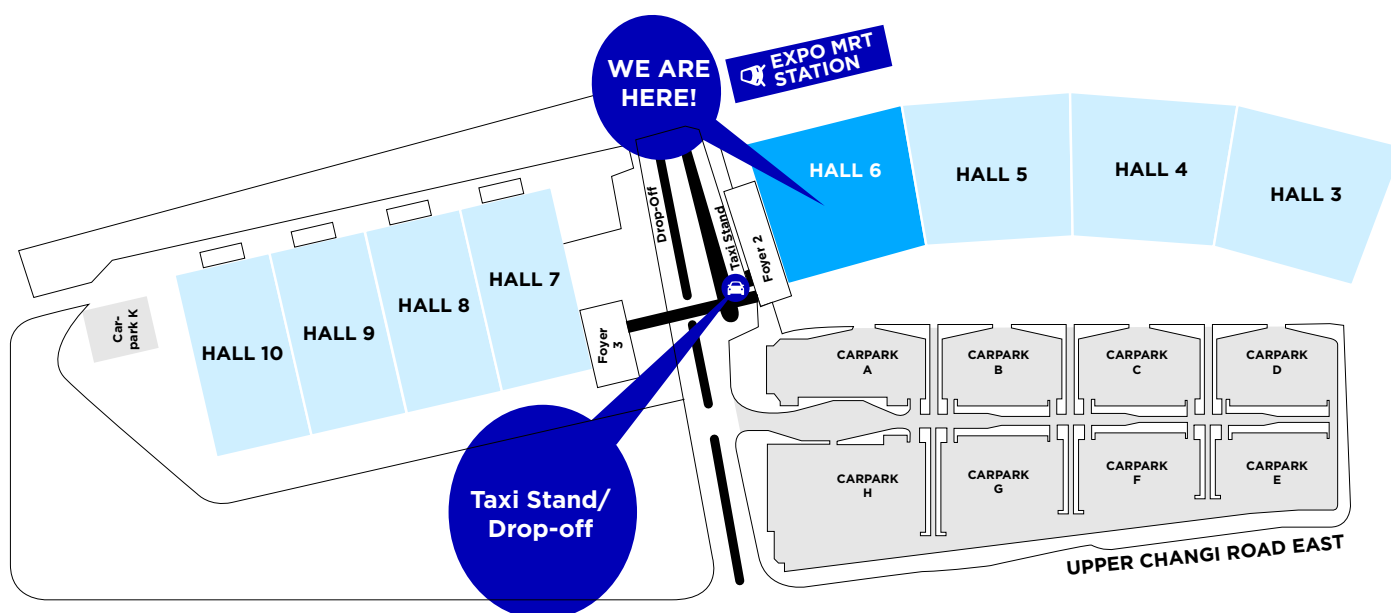 WE ARE
HERE!
EXPO MRT
STATION
HALL 6
HALL 5
HALL 4
HALL 3
Drop-Off
Taxi Stand
Foyer 2
HALL 7
HALL 8
HALL 9
HALL 10
Car-
park K
Foyer
3
CARPARK
A
CARPARK
B
CARPARK
C
CARPARK
D
CARPARK
H
CARPARK
G
CARPARK
F
CARPARK
E
Taxi Stand/
Drop-off
UPPER CHANGI ROAD EAST